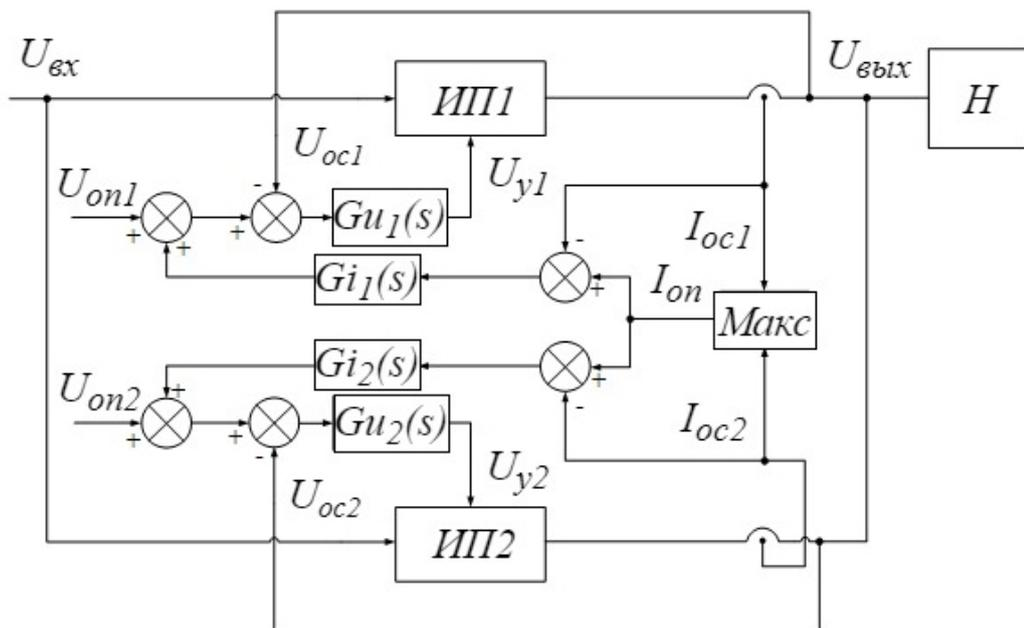 Uвх
ИП1
Uвых
Н
Uос1
-
Uоп1
Gu1(s)
Uу1
+
+
+
-
Iос1
Gi1(s)
+
Iоп
Макс
Gi2(s)
+
+
-
Uоп2
Gu2(s)
Iос2
+
+
-
Uос2
Uу2
ИП2